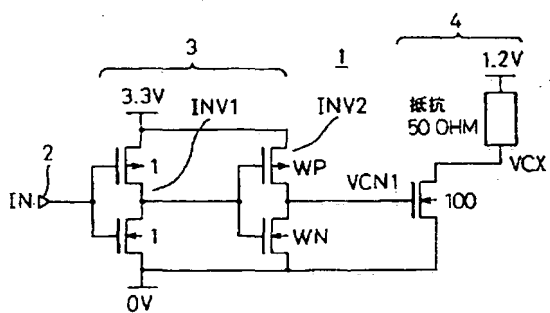 3
1
4
3.3V
INV1
INV2
1.2V
2
抵抗
50 OHM
1
WP
VCN1
VCX
IN
100
1
WN
0V